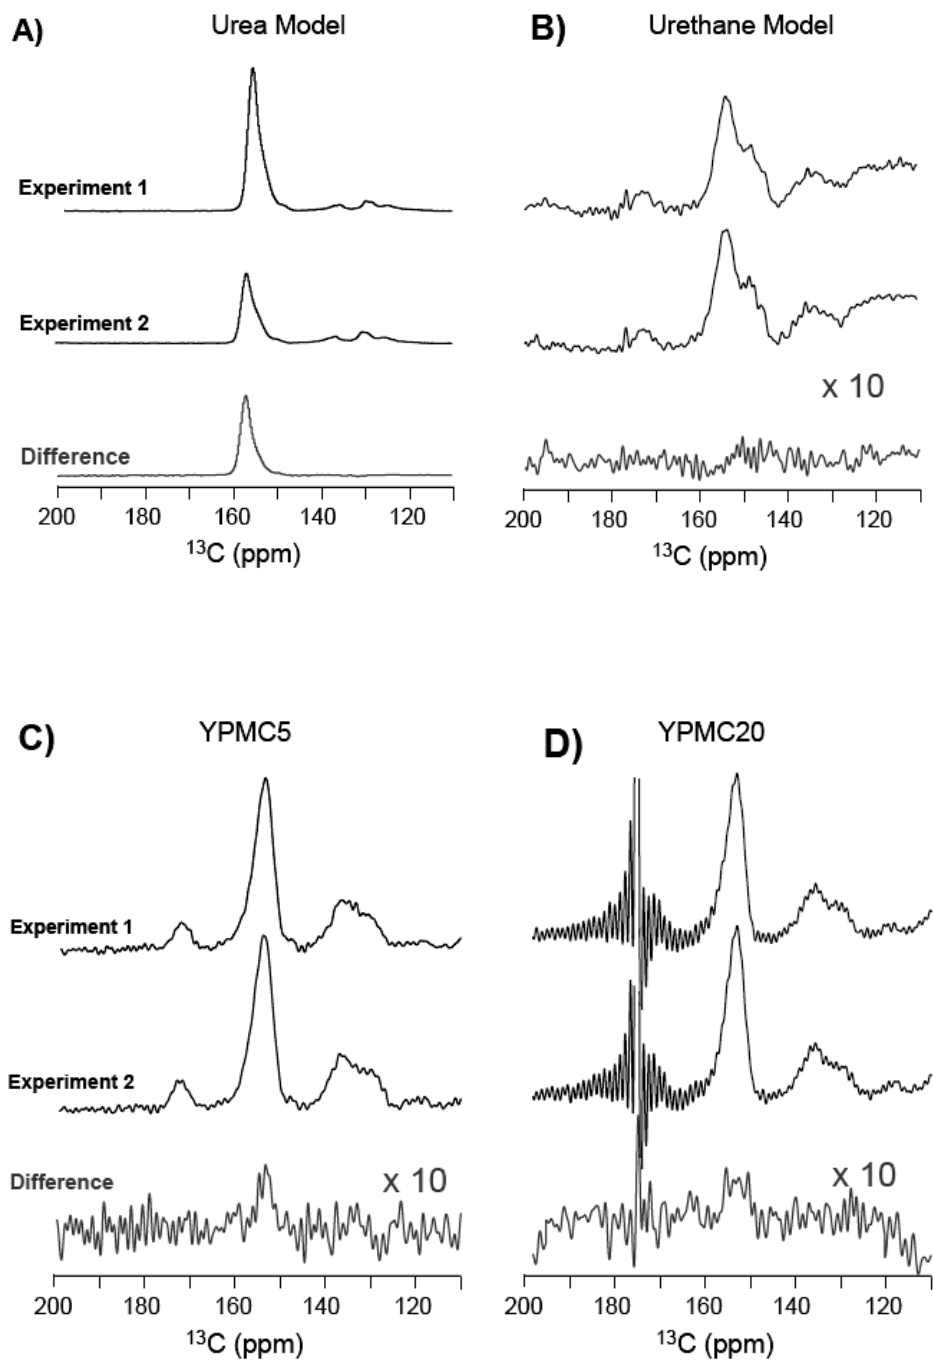 A) Urea Model
B) Urethane Model
Experiment 1
Experiment 2
x 10
Difference
200 180 160 140 120
200 180 160 140 120
¹³C (ppm)
¹³C (ppm)
C) YPMC5
D) YPMC20
Experiment 1
Experiment 2
Difference
x 10
x 10
200 180 160 140 120
200 180 160 140 120
¹³C (ppm)
¹³C (ppm)